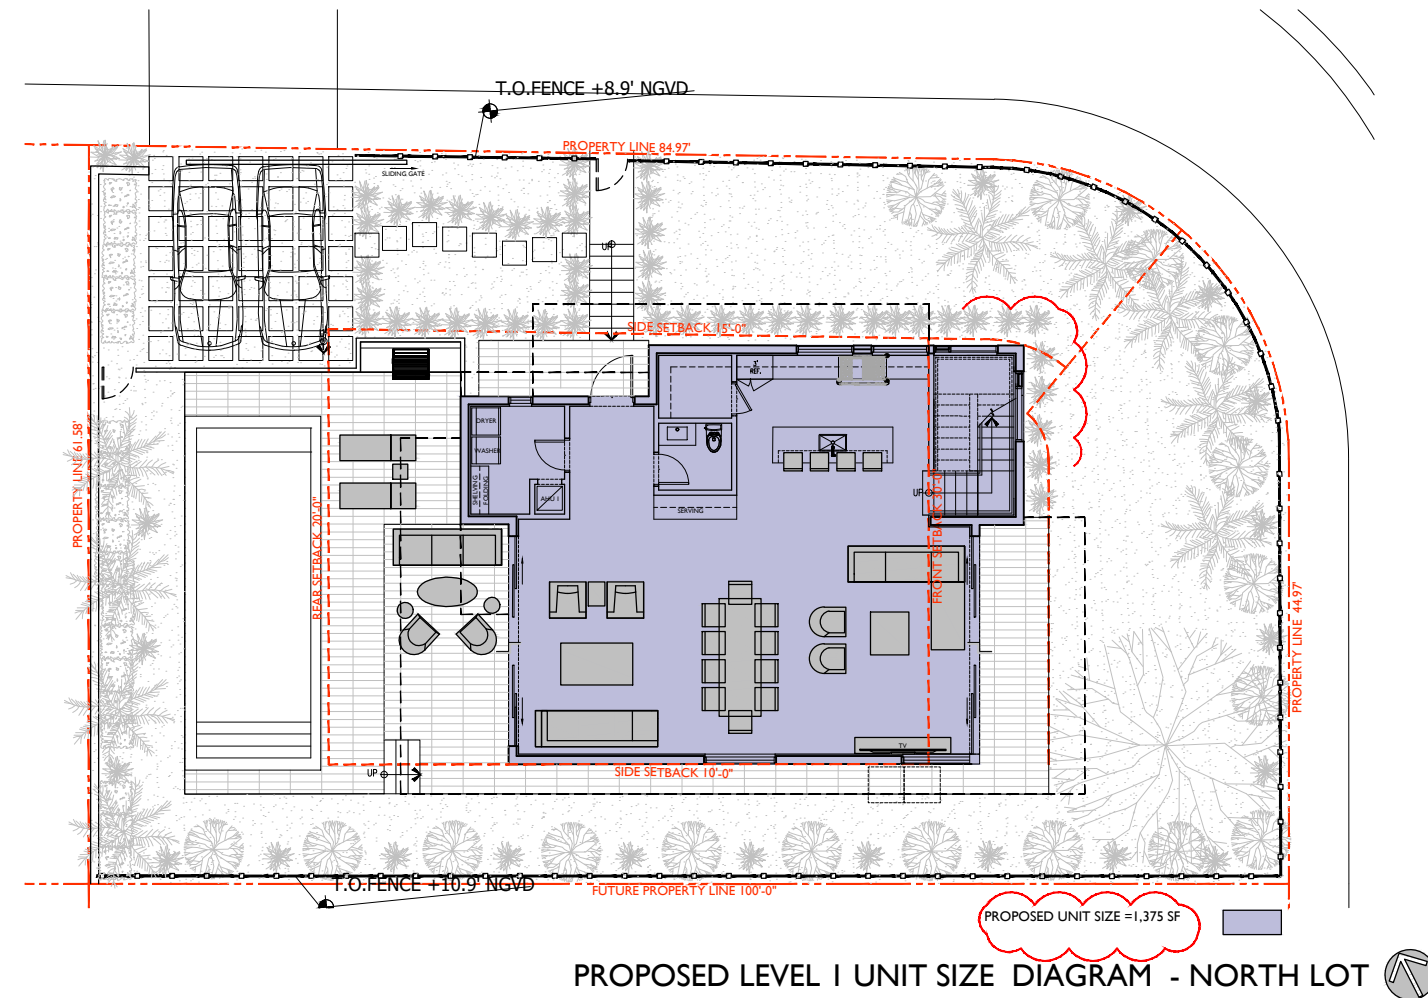 T.O.FENCE +8.9' NGVD
PROPERTY LINE 84.97'
SLIDING GATE
UP
SIDE SETBACK 15'-0"
3'
REF.
DRYER
WASHER
SHELVING
FOLDING
AHU 1
SERVING
UP
PROPERTY LINE 61.58'
REAR SETBACK 20'-0"
FRONT SETBACK 30'-0"
PROPERTY LINE 44.97'
TV
UP
SIDE SETBACK 10'-0"
T.O.FENCE +10.9' NGVD
FUTURE PROPERTY LINE 100'-0"
PROPOSED UNIT SIZE =1,375 SF
PROPOSED LEVEL 1 UNIT SIZE DIAGRAM - NORTH LOT